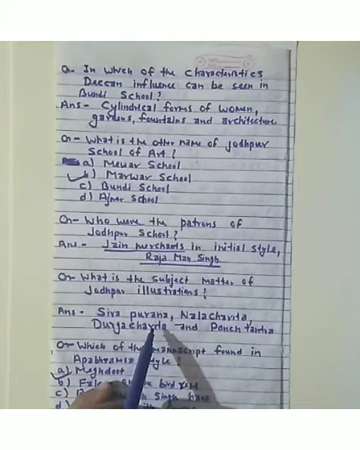 Q- In which of the characteristics
Deccan influence can be seen in
Bundi School?
Ans- Cylindrical forms of women,
gardens, fountains and architecture
Q- What is the other name of Jodhpur
School of Art?
a) Mewar School
b) Marwar School
c) Bundi School
d) Ajmer School
Q- Who were the patrons of
Jodhpur School?
Ans- Jain merchants in initial style,
Raja Man Singh
Q- What is the subject matter of
Jodhpur illustrations?
Ans- Siva purana, Nalacharita,
Durgacharita and Panch Tantra
Q- Which of the manuscript found in
Apabhramsa style?
a) Meghdoot
b)
c)
d)